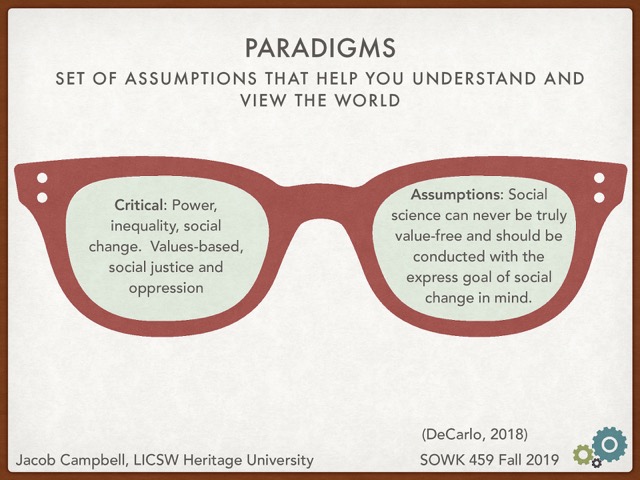 PARADIGMS
SET OF ASSUMPTIONS THAT HELP YOU UNDERSTAND AND
VIEW THE WORLD
Critical: Power,
inequality, social
change.  Values-based,
social justice and
oppression
Assumptions: Social
science can never be truly
value-free and should be
conducted with the
express goal of social
change in mind.
(DeCarlo, 2018)
Jacob Campbell, LICSW Heritage University
SOWK 459 Fall 2019